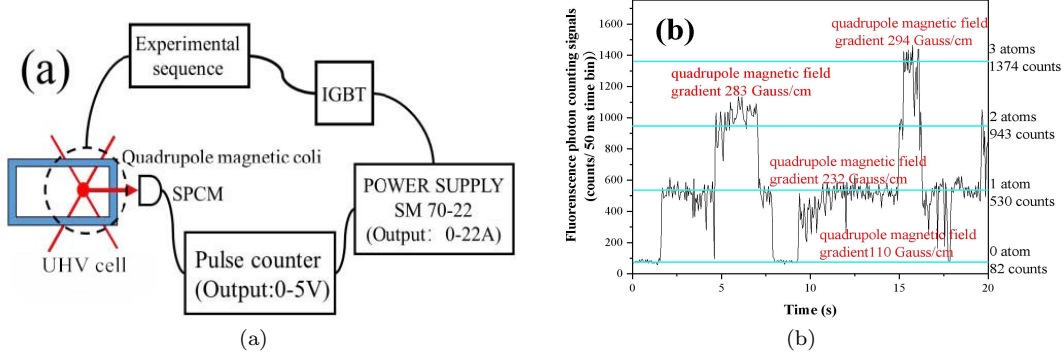 (a)
Experimental
sequence
IGBT
Quadrupole magnetic coli
SPCM
UHV cell
Pulse counter
(Output:0-5V)
POWER SUPPLY
SM 70-22
(Output: 0-22A)
(a)
(b)
Fluforenscence photon counting signals
(counts/ 50 ms time bin))
1600
1400
1200
1000
800
600
400
200
0
quadrupole magnetic field
gradient 294 Gauss/cm
quadrupole magnetic field
gradient 283 Gauss/cm
quadrupole magnetic field
gradient 232 Gauss/cm
quadrupole magnetic field
gradient110 Gauss/cm
3 atoms
1374 counts
2 atoms
943 counts
1 atom
530 counts
0 atom
82 counts
0
5
10
15
20
Time (s)
(b)